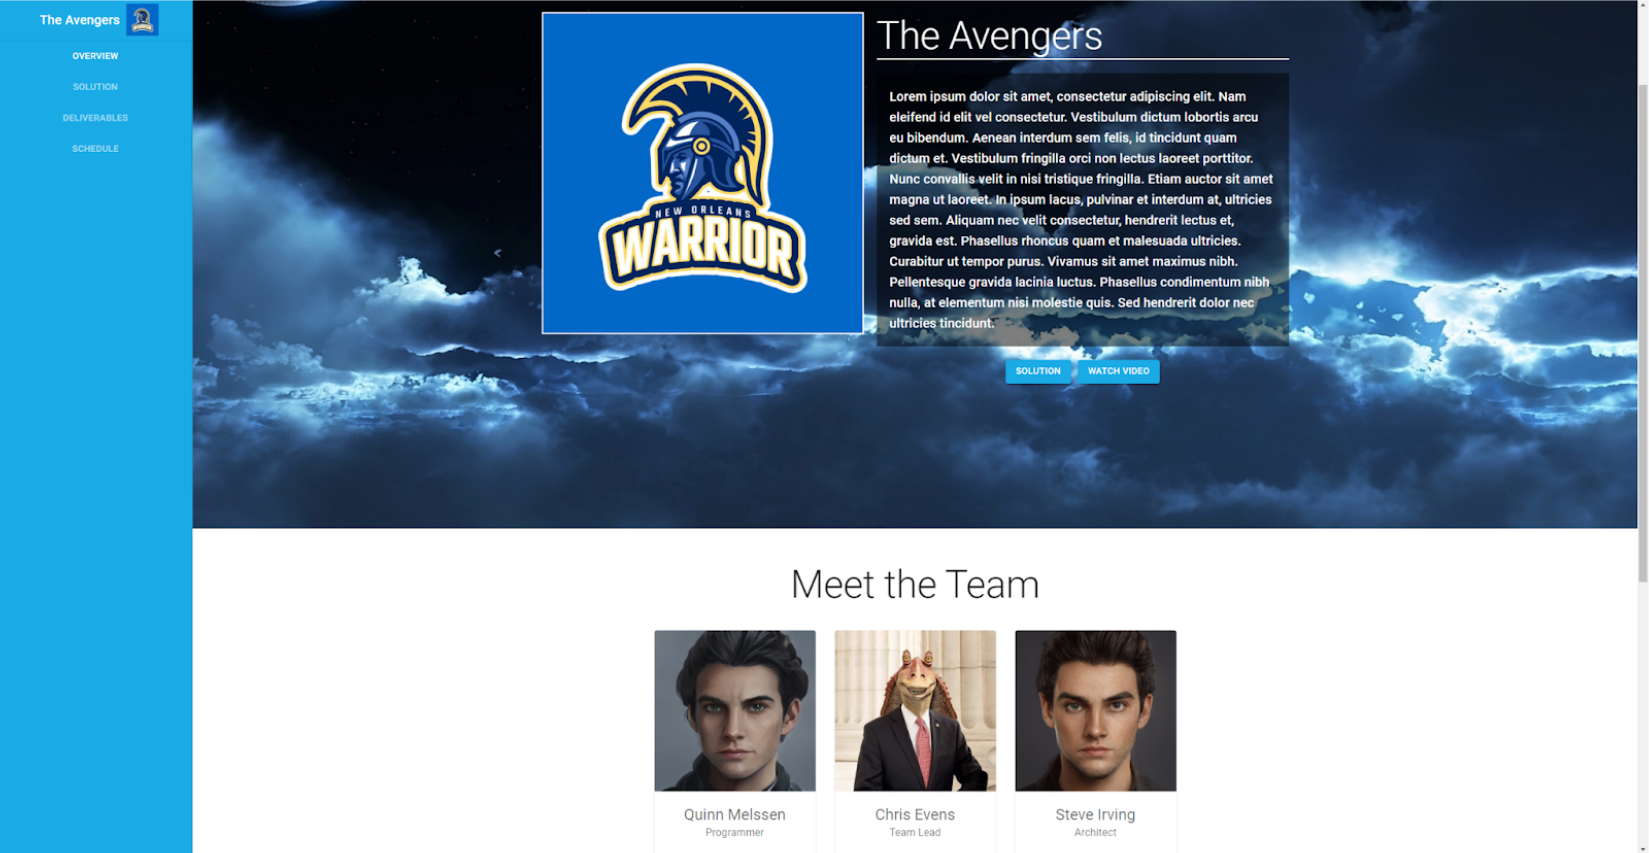 The Avengers
OVERVIEW
SOLUTION
DELIVERABLES
SCHEDULE
NEW ORLEANS
WARRIOR
The Avengers
Lorem ipsum dolor sit amet, consectetur adipiscing elit. Nam
eleifend id elit vel consectetur. Vestibulum dictum lobortis arcu
eu bibendum. Aenean interdum sem felis, id tincidunt quam
dictum et. Vestibulum fringilla orci non lectus laoreet porttitor.
Nunc convallis velit in nisi tristique fringilla. Etiam auctor sit amet
magna ut laoreet. In ipsum lacus, pulvinar et interdum at, ultricies
sed sem. Aliquam nec velit consectetur, hendrerit lectus et,
gravida est. Phasellus rhoncus quam et malesuada ultricies.
Curabitur ut tempor purus. Vivamus sit amet maximus nibh.
Pellentesque gravida lacinia luctus. Phasellus condimentum nibh
nulla, at elementum nisi molestie quis. Sed hendrerit dolor nec
ultricies tincidunt.
SOLUTION WATCH VIDEO
Meet the Team
Quinn Melssen
Programmer
Chris Evens
Team Lead
Steve Irving
Architect